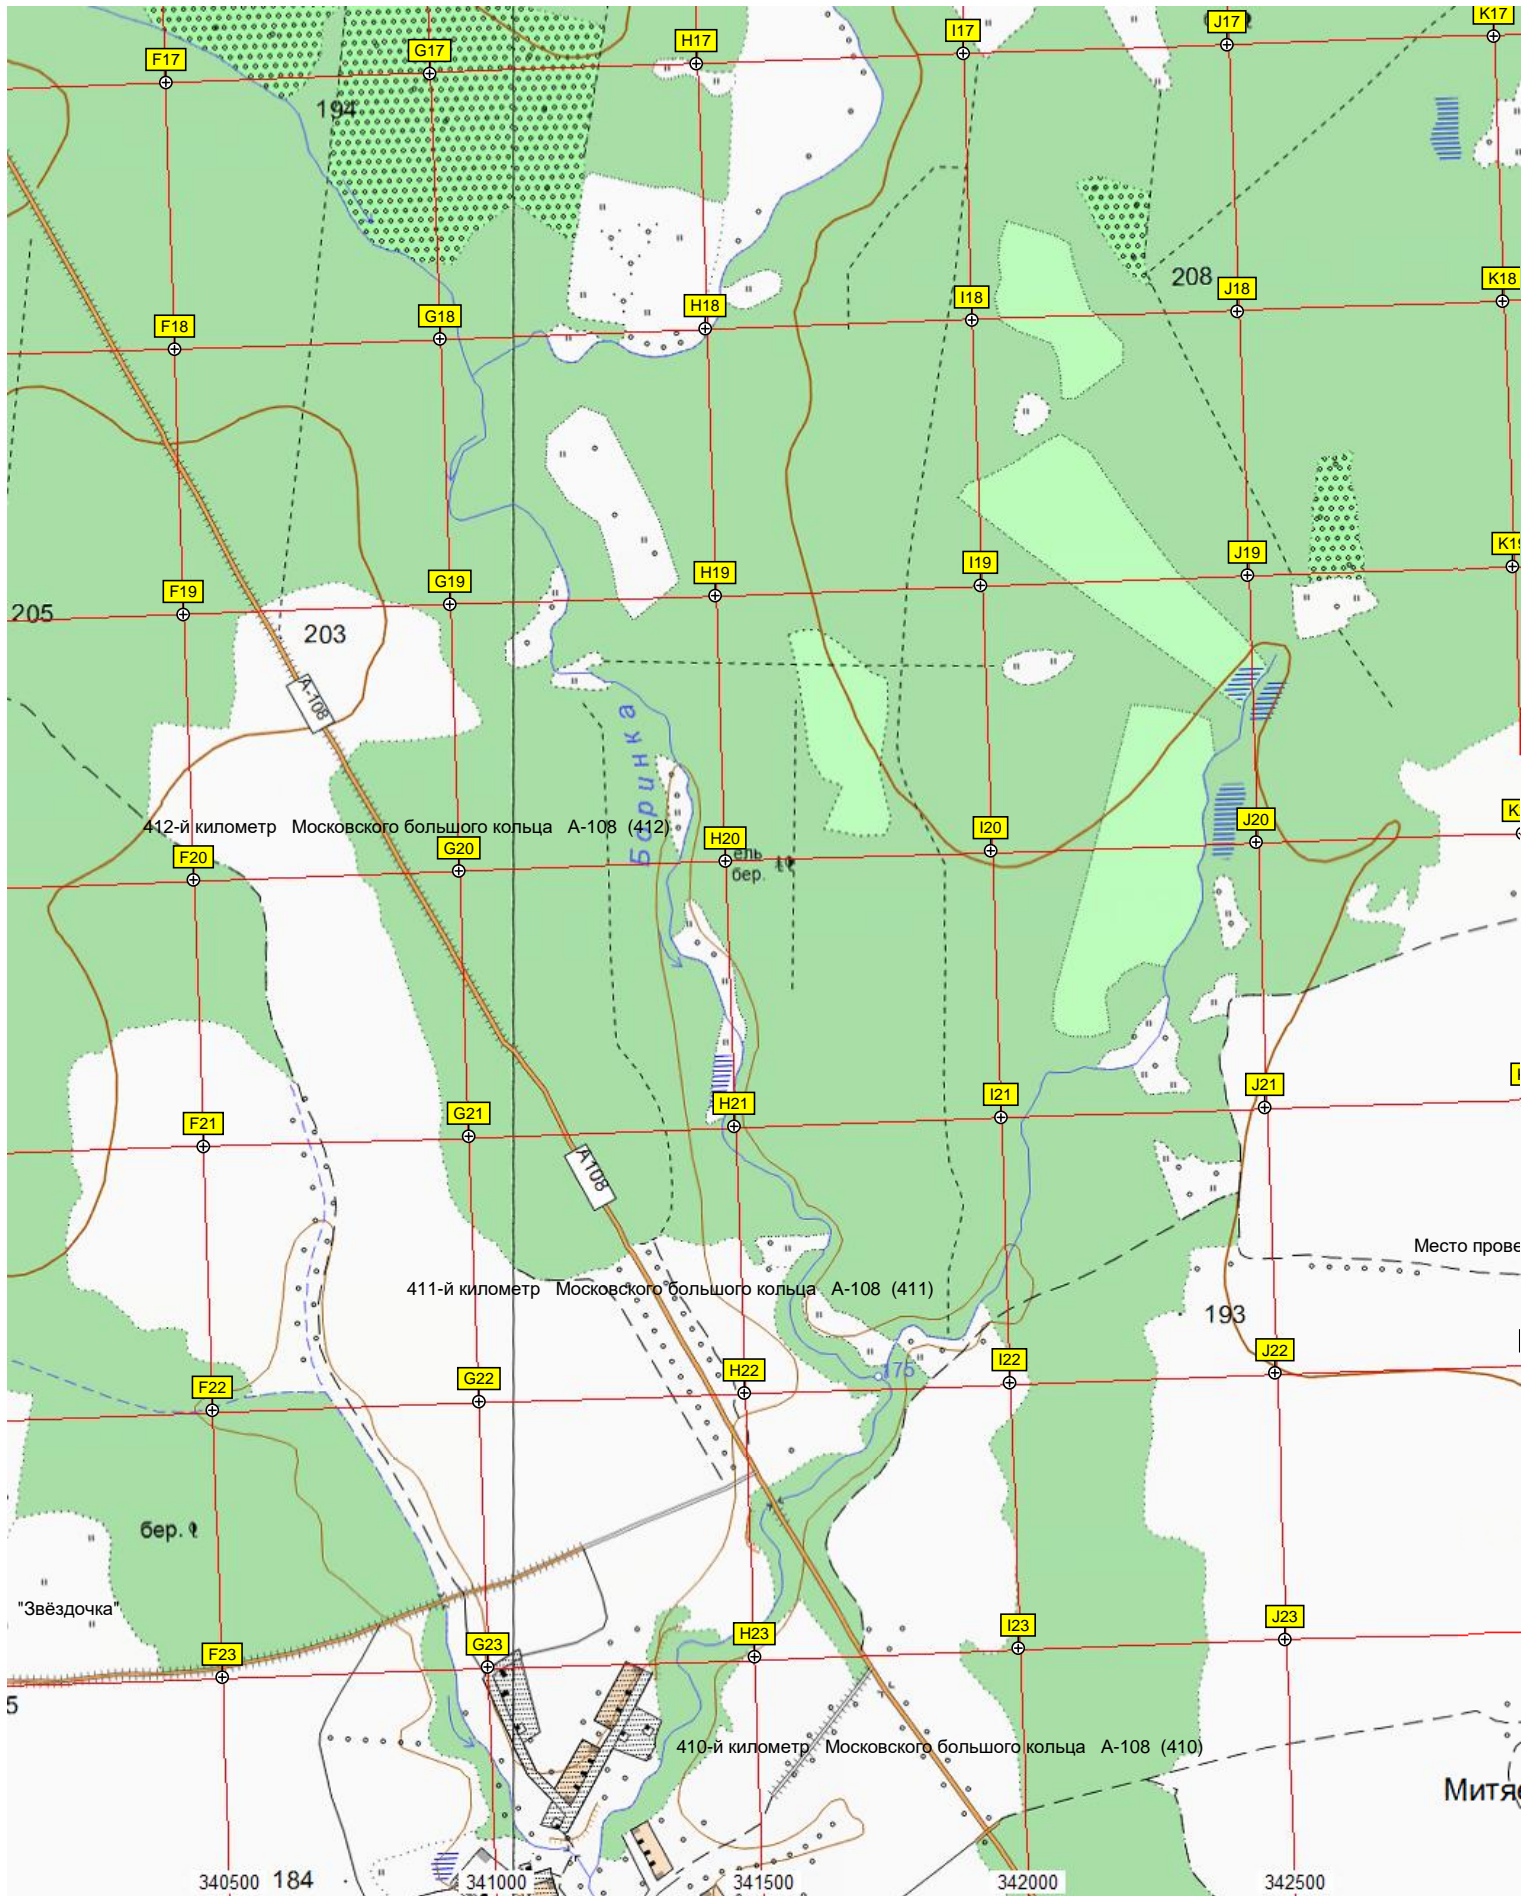 K17
J17
I17
H17
G17
F17
194
208
K18
J18
I18
H18
G18
F18
J19
I19
H19
G19
F19
205
203
А-108
Боринка
412-й километр Московского большого кольца А-108 (412)
J20
I20
H20
G20
F20
ель
бер.
J21
I21
H21
G21
F21
А108
Место прове
411-й километр Московского большого кольца А-108 (411)
193
J22
I22
H22
G22
F22
175
бер.
"Звёздочка"
J23
I23
H23
G23
F23
5
410-й километр Московского большого кольца А-108 (410)
Митяе
340500
184
341000
341500
342000
342500